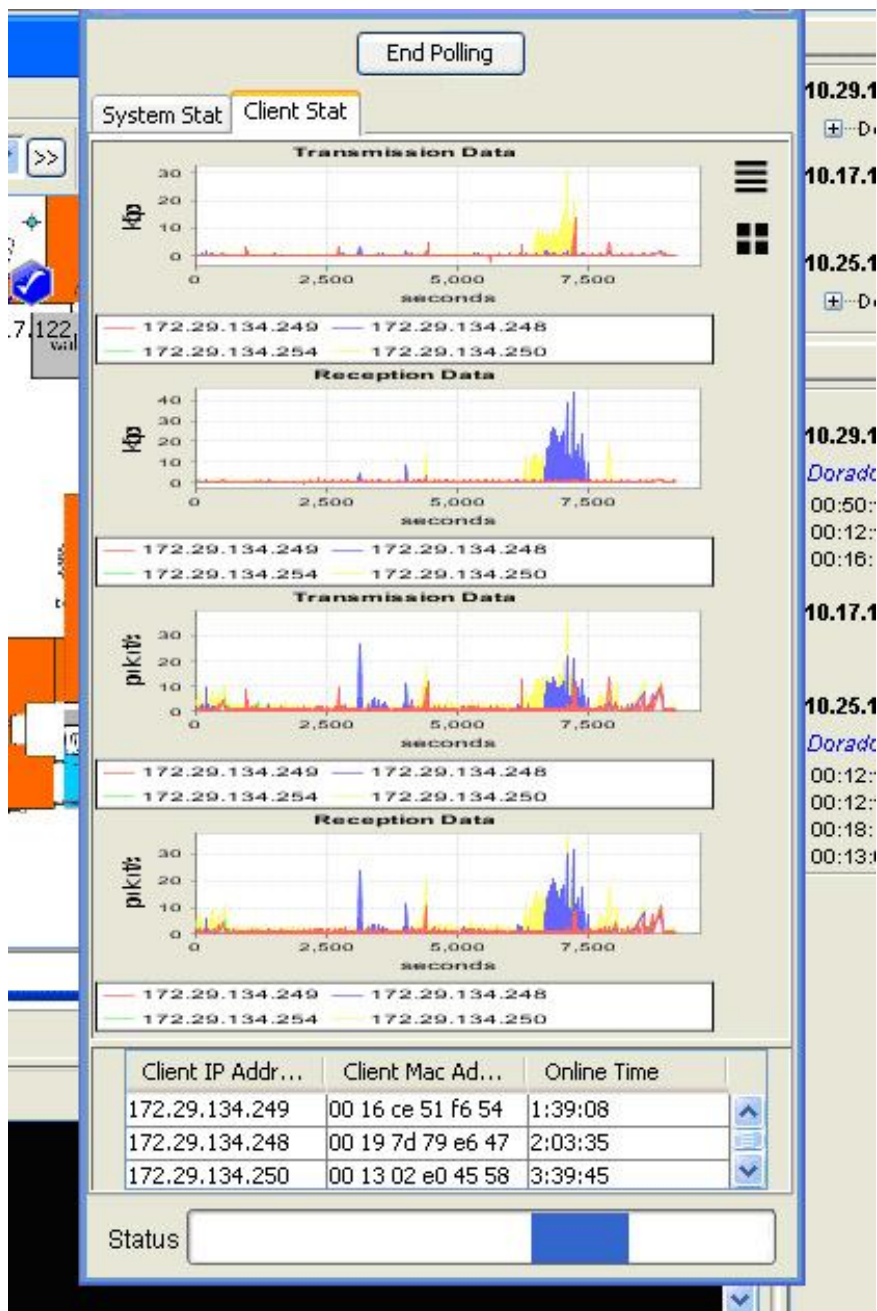 End Polling
System Stat Client Stat
>>
Transmission Data
30
20
10
0
0 2,500 5,000 7,500
seconds
172.29.134.249 172.29.134.248
172.29.134.254 172.29.134.250
Reception Data
40
30
20
10
0
0 2,500 5,000 7,500
seconds
172.29.134.249 172.29.134.248
172.29.134.254 172.29.134.250
Transmission Data
30
20
10
0
0 2,500 5,000 7,500
seconds
172.29.134.249 172.29.134.248
172.29.134.254 172.29.134.250
Reception Data
30
20
10
0
0 2,500 5,000 7,500
seconds
172.29.134.249 172.29.134.248
172.29.134.254 172.29.134.250
Client IP Addr... Client Mac Ad... Online Time
172.29.134.249 00 16 ce 51 f6 54 1:39:08
172.29.134.248 00 19 7d 79 e6 47 2:03:35
172.29.134.250 00 13 02 e0 45 58 3:39:45
Status
7.122
10.29.1
10.17.1
10.25.1
10.29.1
Dorado
00:50:
00:12:
00:16:
10.17.1
10.25.1
Dorado
00:12:
00:12:
00:18:
00:13: